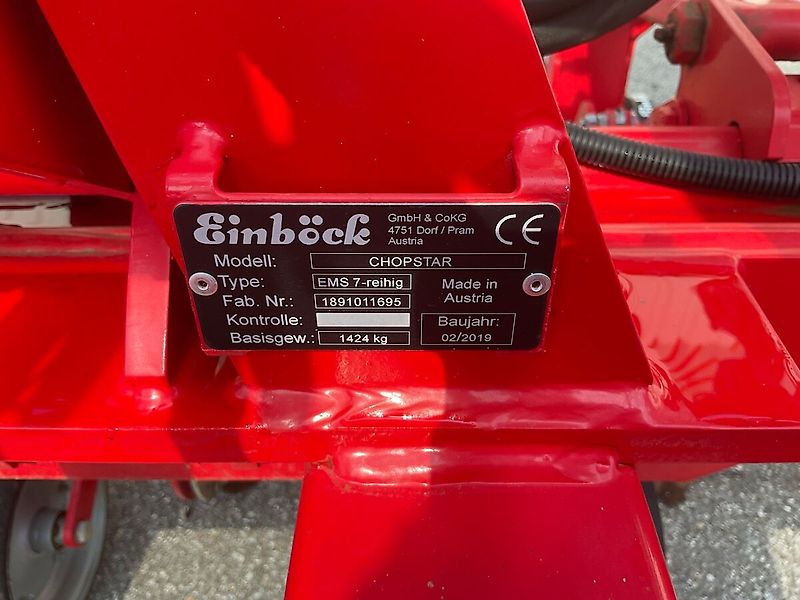 Einböck GmbH & CoKG
4751 Dorf / Pram
Austria
CE
Modell: CHOPSTAR
Type: EMS 7-reihig
Made in
Austria
Fab. Nr.: 1891011695
Kontrolle:
Baujahr:
02/2019
Basisgew.: 1424 kg